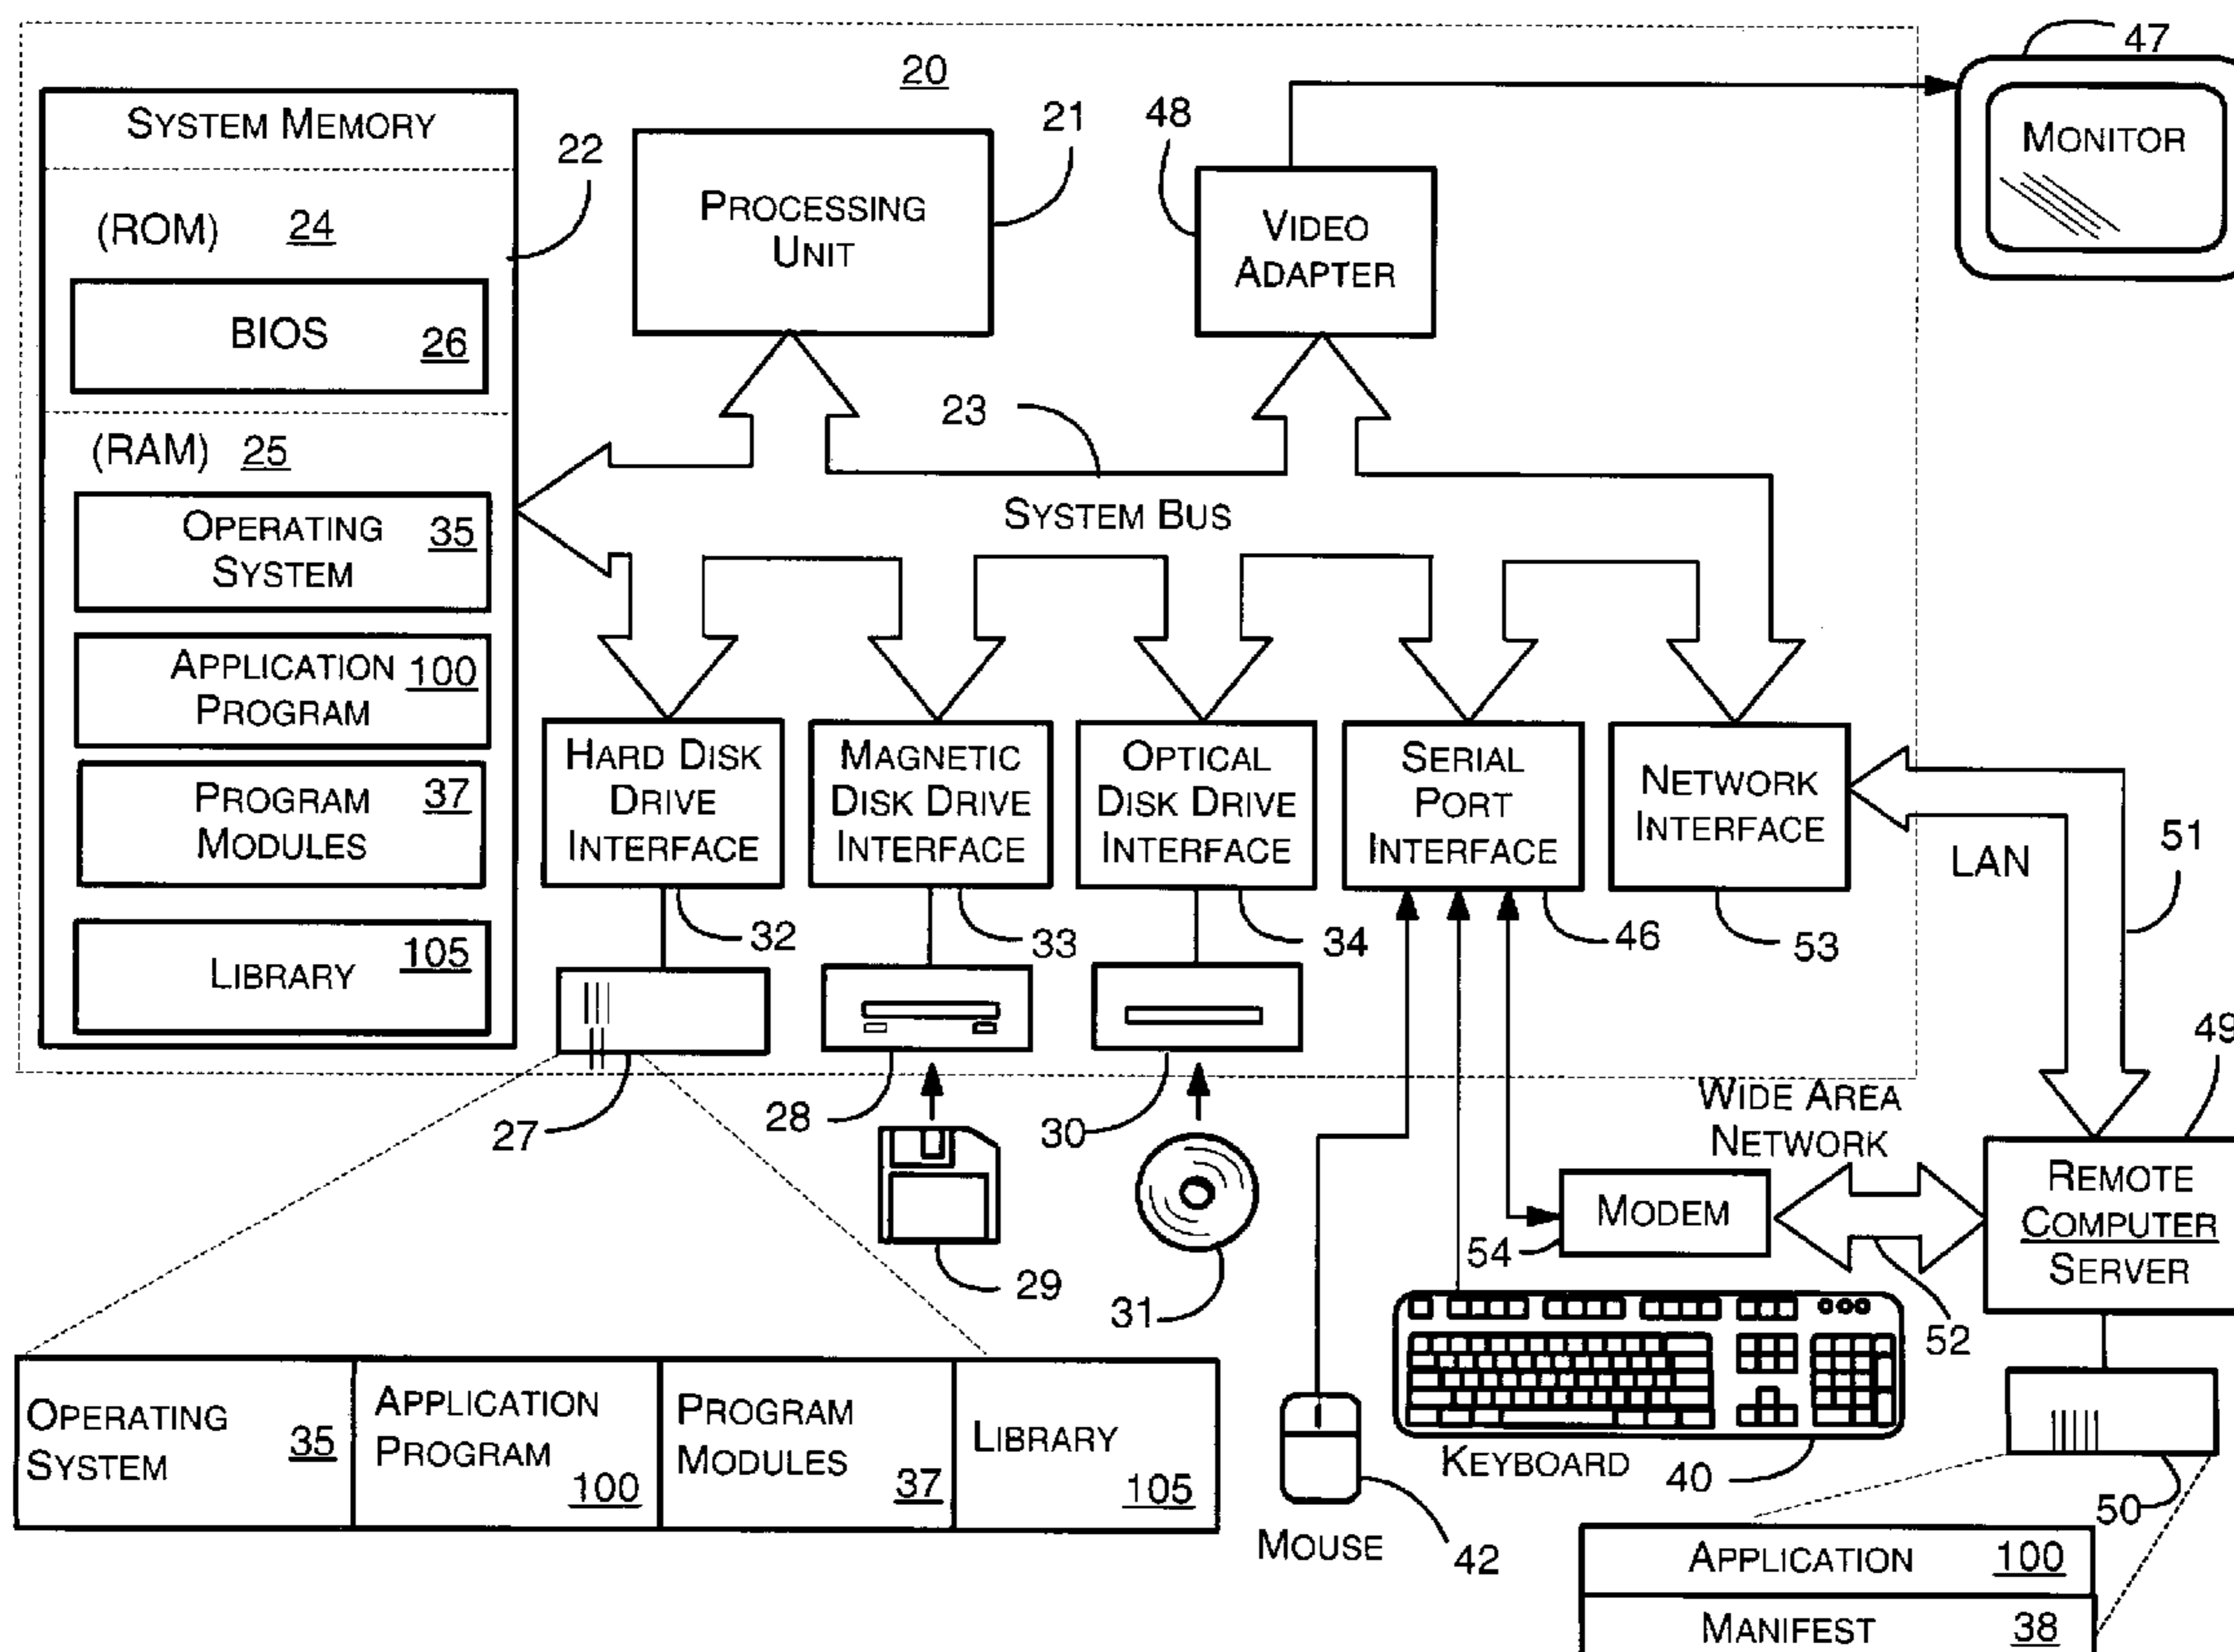 20
47
SYSTEM MEMORY
22
(ROM) 24
BIOS 26
(RAM) 25
OPERATING 35
SYSTEM
APPLICATION 100
PROGRAM
PROGRAM 37
MODULES
LIBRARY 105
PROCESSING
UNIT
21
48
VIDEO
ADAPTER
MONITOR
23
SYSTEM BUS
HARD DISK
DRIVE
INTERFACE
32
MAGNETIC
DISK DRIVE
INTERFACE
33
OPTICAL
DISK DRIVE
INTERFACE
34
SERIAL
PORT
INTERFACE
46
NETWORK
INTERFACE
53
LAN
51
49
27
28
29
30
31
WIDE AREA
NETWORK
MODEM
54
52
REMOTE
COMPUTER
SERVER
50
KEYBOARD
40
MOUSE
42
OPERATING
SYSTEM 35
APPLICATION
PROGRAM
100
PROGRAM
MODULES
37
LIBRARY
105
APPLICATION 100
MANIFEST 38